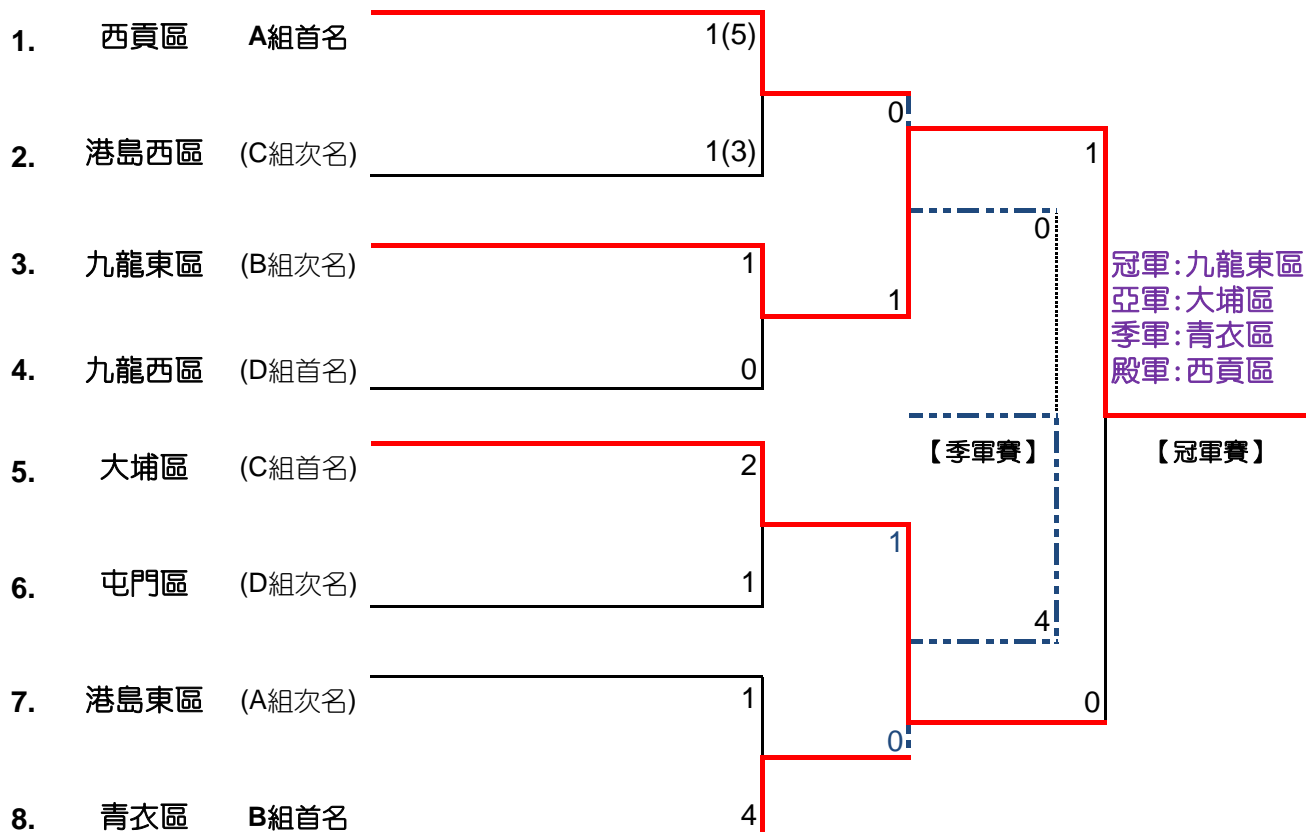 1. 西貢區 A組首名 1(5)
0
2. 港島西區 (C組次名) 1(3)
1
0
3. 九龍東區 (B組次名) 1
1
冠軍:九龍東區
亞軍:大埔區
季軍:青衣區
殿軍:西貢區
4. 九龍西區 (D組首名) 0
【季軍賽】 【冠軍賽】
5. 大埔區 (C組首名) 2
1
6. 屯門區 (D組次名) 1
4
7. 港島東區 (A組次名) 1
0
0
8. 青衣區 B組首名 4